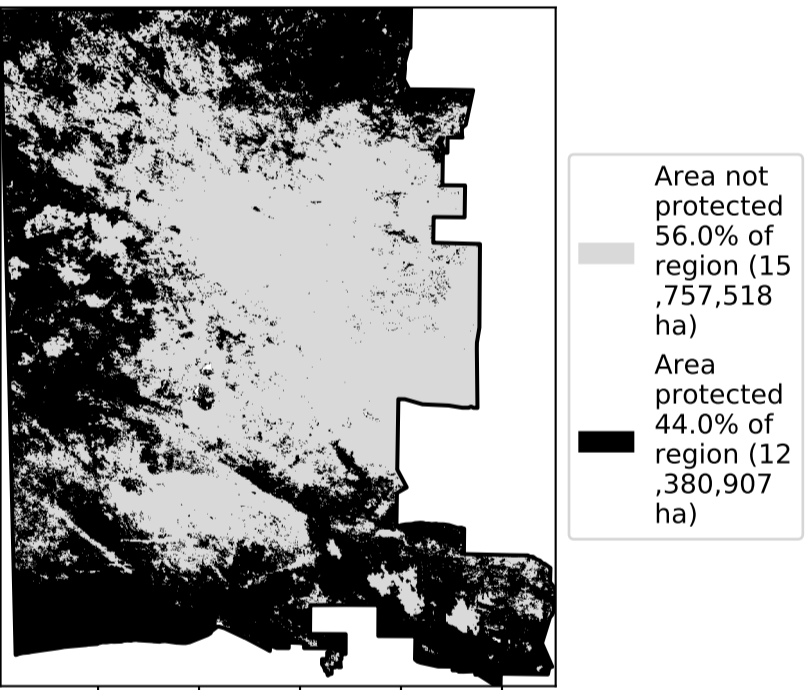 Area not
protected
56.0% of
region (15
,757,518
ha)
Area
protected
44.0% of
region (12
,380,907
ha)